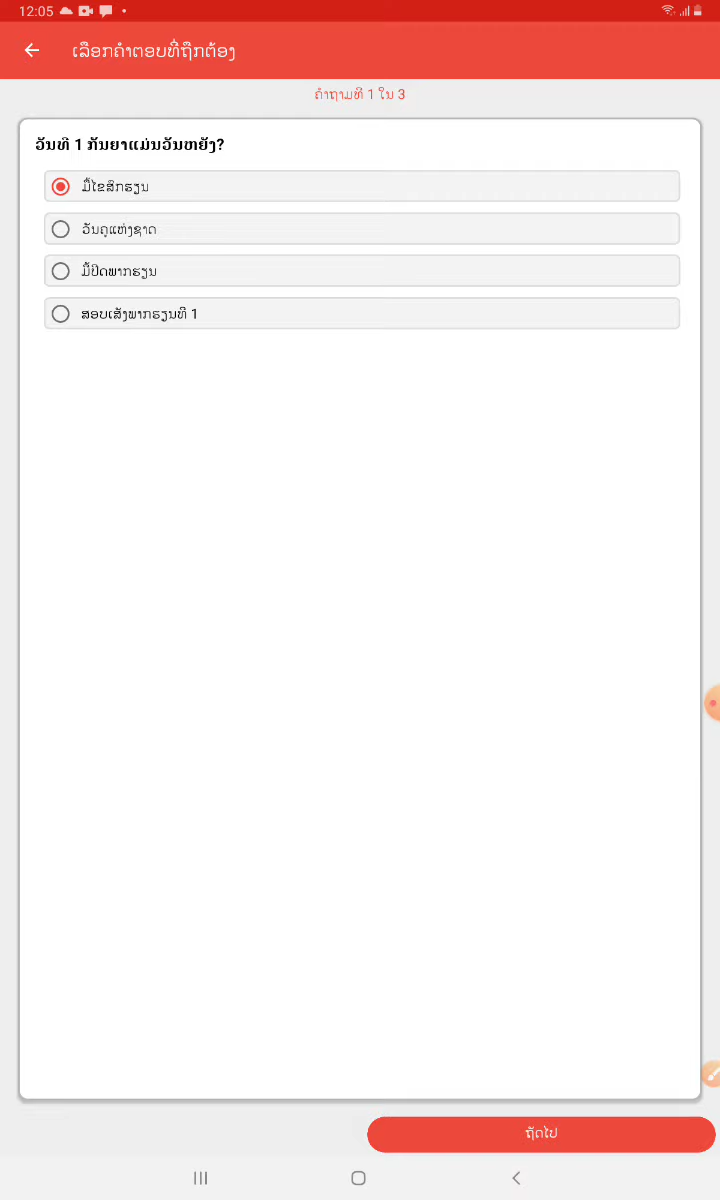 12:05
ເລືອກຄຳຕອບທີ່ຖືກຕ້ອງ
ຄຳຖາມທີ 1 ໃນ 3
ວັນທີ 1 ກັນຍາແມ່ນວັນຫຍັງ?
ມື້ໄຂສົກຮຽນ
ວັນຄູແຫ່ງຊາດ
ມື້ປິດພາກຮຽນ
ສອບເສັງພາກຮຽນທີ 1
ຖັດໄປ